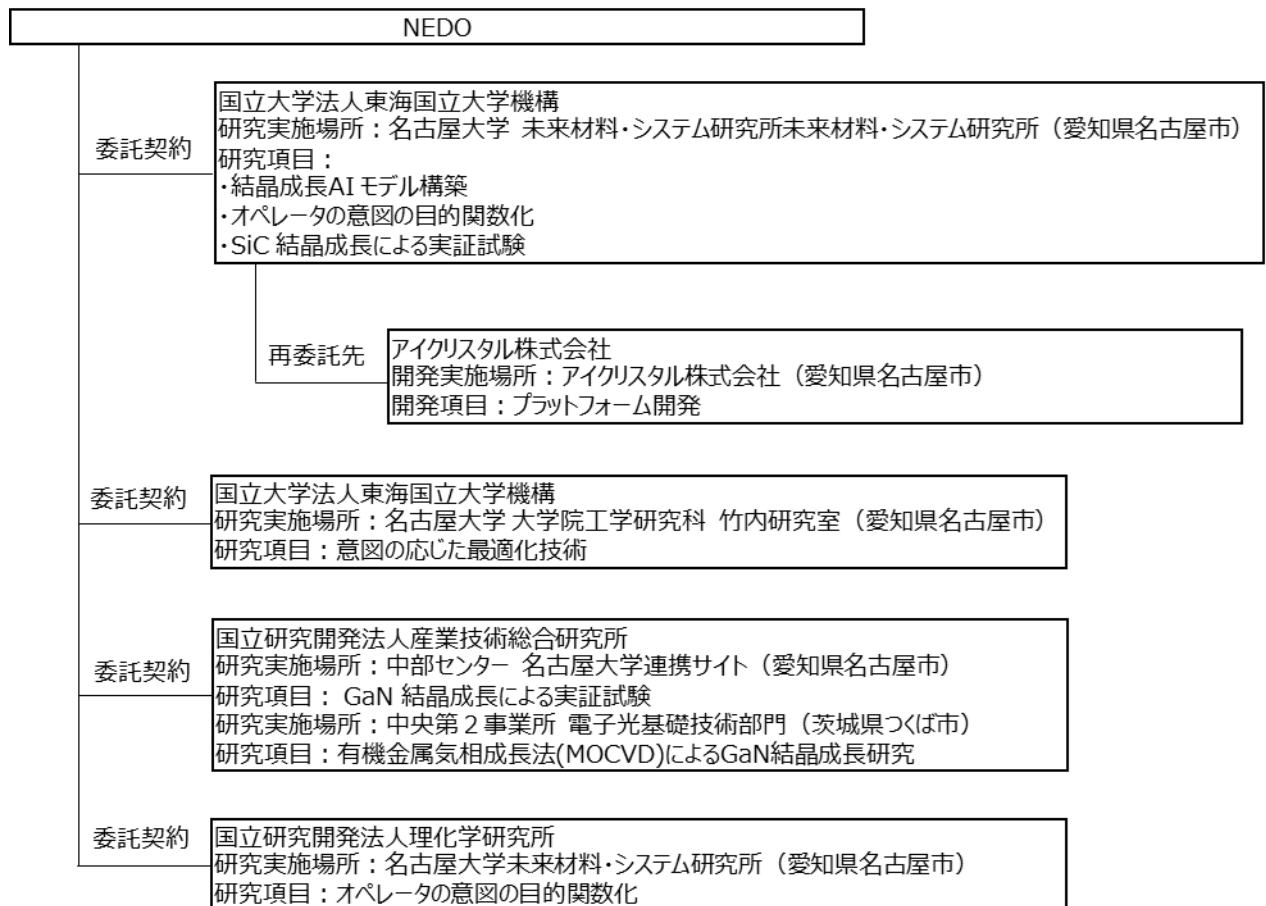 NEDO
委託契約
国立大学法人東海国立大学機構
研究実施場所：名古屋大学 未来材料・システム研究所未来材料・システム研究所（愛知県名古屋市）
研究項目：
・結晶成長AI モデル構築
・オペレータの意図の目的関数化
・SiC 結晶成長による実証試験
再委託先
アイクリスタル株式会社
開発実施場所：アイクリスタル株式会社（愛知県名古屋市）
開発項目：プラットフォーム開発
委託契約
国立大学法人東海国立大学機構
研究実施場所：名古屋大学 大学院工学研究科 竹内研究室（愛知県名古屋市）
研究項目：意図の応じた最適化技術
委託契約
国立研究開発法人産業技術総合研究所
研究実施場所：中部センター 名古屋大学連携サイト（愛知県名古屋市）
研究項目： GaN 結晶成長による実証試験
研究実施場所：中央第２事業所 電子光基礎技術部門（茨城県つくば市）
研究項目：有機金属気相成長法(MOCVD)によるGaN結晶成長研究
委託契約
国立研究開発法人理化学研究所
研究実施場所：名古屋大学未来材料・システム研究所（愛知県名古屋市）
研究項目：オペレータの意図の目的関数化